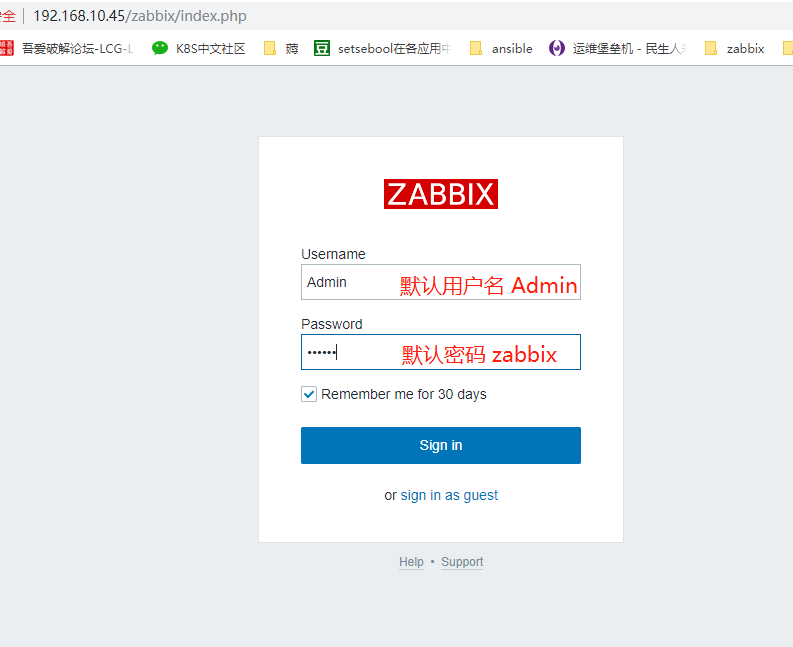 全 192.168.10.45/zabbix/index.php
吾爱破解论坛-LCG-L K8S中文社区 薅 setsebool在各应用中 ansible 运维堡垒机 - 民生人 zabbix
ZABBIX
Username
Admin 默认用户名 Admin
Password
•••••• 默认密码 zabbix
Remember me for 30 days
Sign in
or sign in as guest
Help • Support